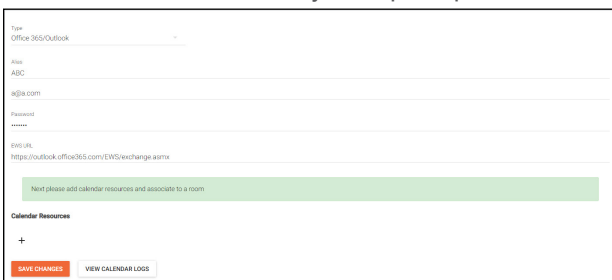 Type
Office 365/Outlook
Alias
ABC
a@a.com
Password
•••••••
EWS URL
https://outlook.office365.com/EWS/exchange.asmx
Next please add calendar resources and associate to a room
Calendar Resources
+
SAVE CHANGES VIEW CALENDAR LOGS